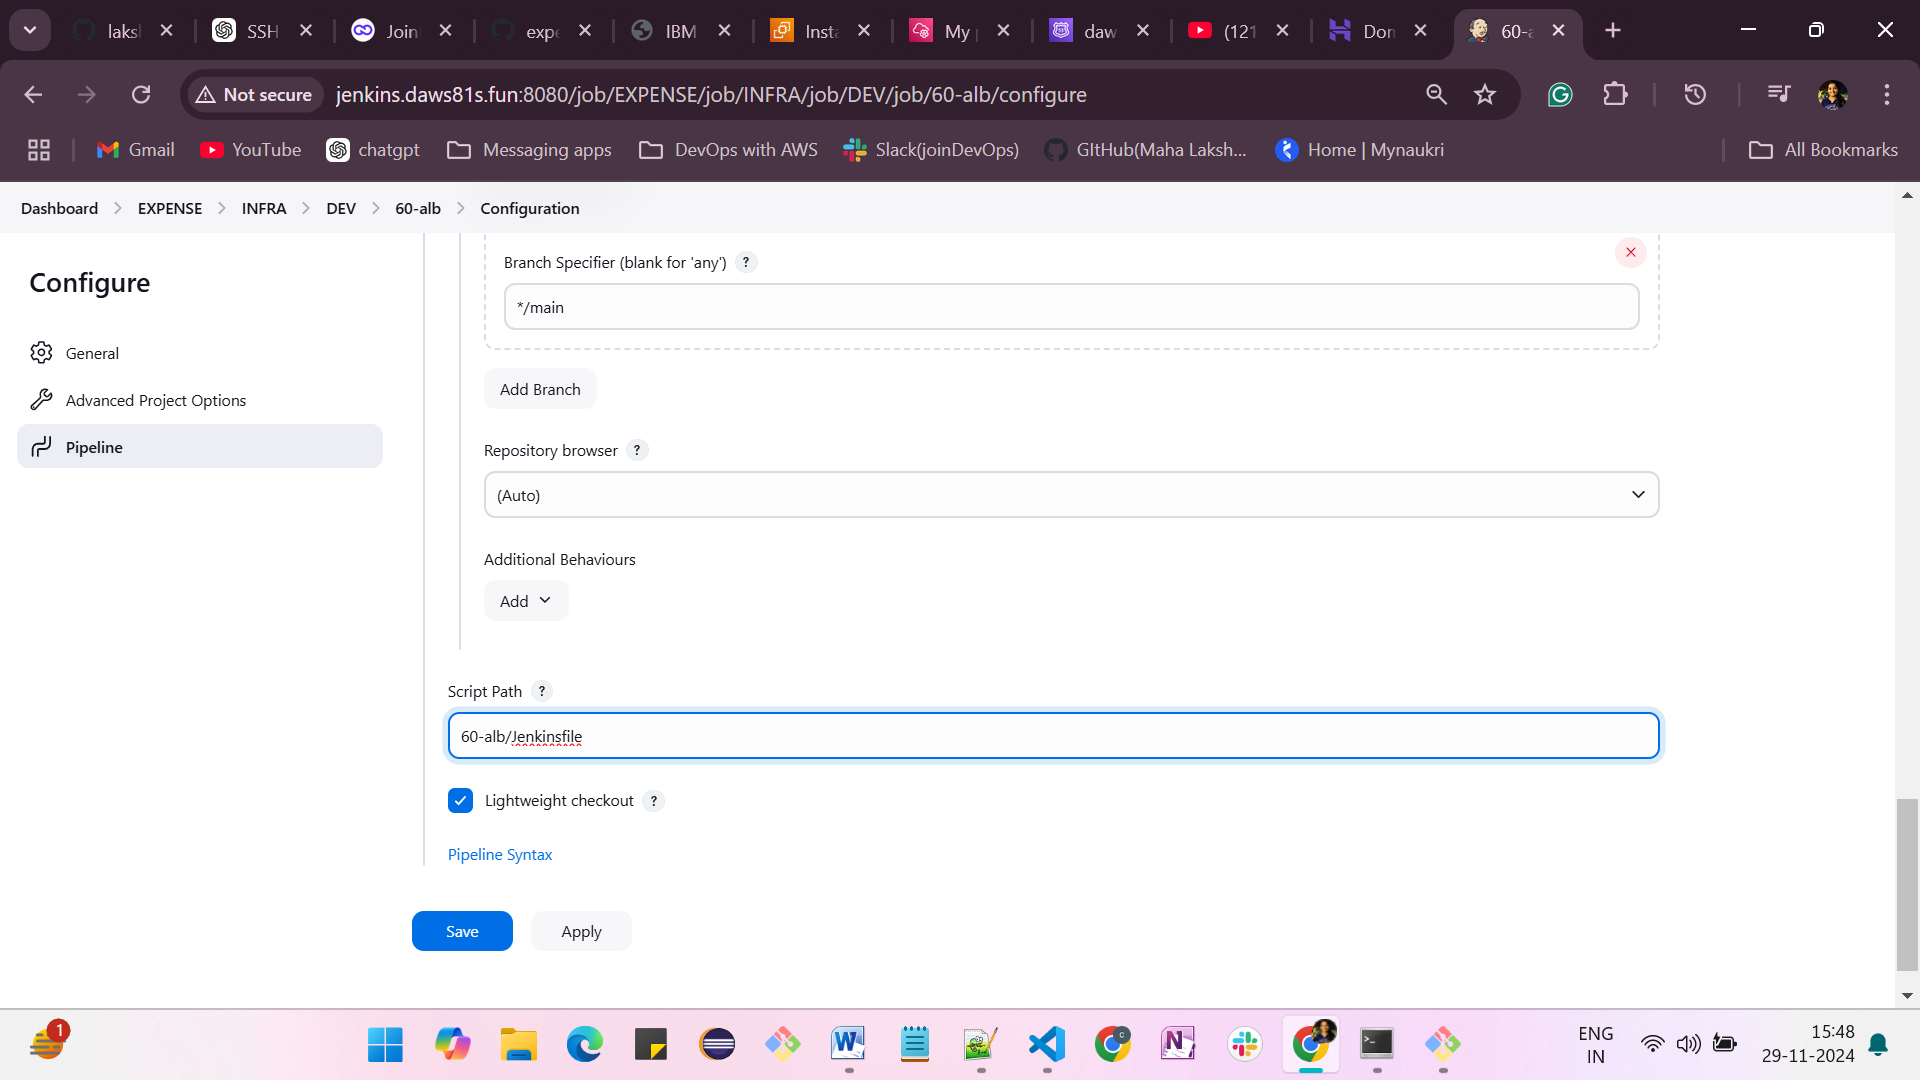 laks
SSH
Join
expe
IBM
Insta
My
daw
(121
Don
60-a
Not secure
jenkins.daws81s.fun:8080/job/EXPENSE/job/INFRA/job/DEV/job/60-alb/configure
Gmail
YouTube
chatgpt
Messaging apps
DevOps with AWS
Slack(joinDevOps)
GItHub(Maha Laksh...
Home | Mynaukri
All Bookmarks
Dashboard
EXPENSE
INFRA
DEV
60-alb
Configuration
Configure
General
Advanced Project Options
Pipeline
Branch Specifier (blank for 'any') ?
*/main
Add Branch
Repository browser ?
(Auto)
Additional Behaviours
Add
Script Path ?
60-alb/Jenkinsfile
Lightweight checkout ?
Pipeline Syntax
Save
Apply
1
ENG
IN
15:48
29-11-2024